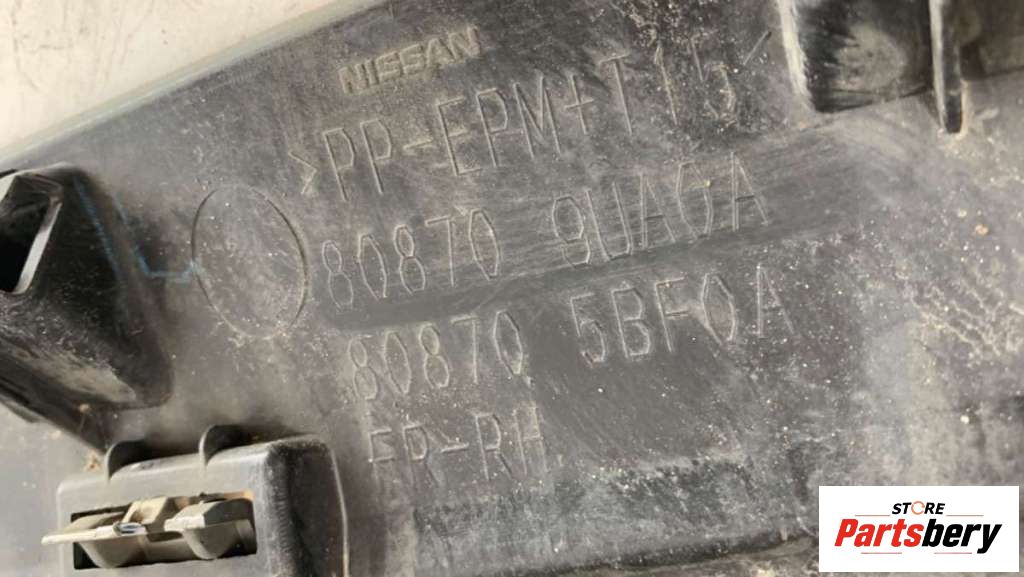 NISSAN
>PP-EPM+T15<
80870 9UA0A
80870 5BF0A
FR-RH
STORE
Partsbery